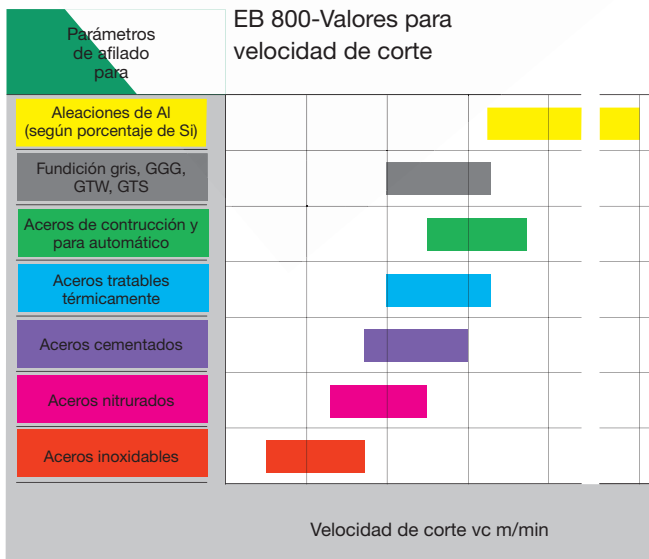 Parámetros
de afilado
para
EB 800-Valores para
velocidad de corte
Aleaciones de Al
(según porcentaje de Si)
Fundición gris, GGG,
GTW, GTS
Aceros de contrucción y
para automático
Aceros tratables
térmicamente
Aceros cementados
Aceros nitrurados
Aceros inoxidables
Velocidad de corte vc m/min